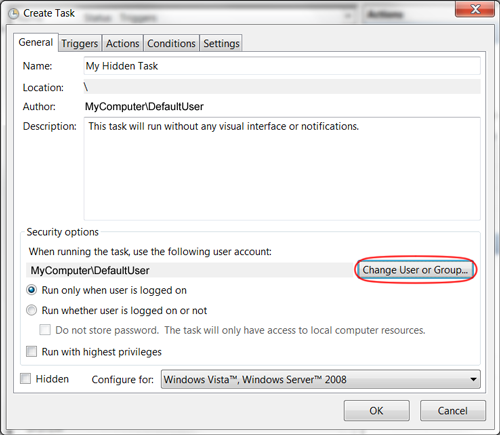 Create Task
Status Triggers
Actions
General Triggers Actions Conditions Settings
Name: My Hidden Task
Location: \
Author: MyComputer\DefaultUser
Description: This task will run without any visual interface or notifications.
Security options
When running the task, use the following user account:
MyComputer\DefaultUser Change User or Group...
Run only when user is logged on
Run whether user is logged on or not
Do not store password. The task will only have access to local computer resources.
Run with highest privileges
Hidden Configure for: Windows Vista™, Windows Server™ 2008
OK Cancel